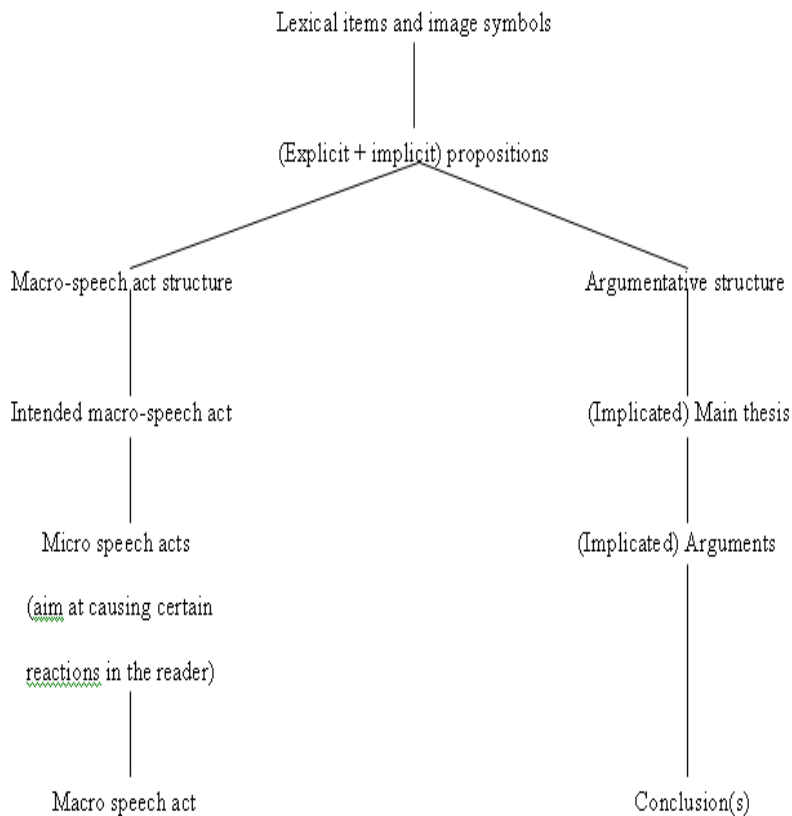 Lexical items and image symbols
(Explicit + implicit) propositions
Macro-speech act structure
Argumentative structure
Intended macro-speech act
(Implicated) Main thesis
Micro speech acts
(Implicated) Arguments
(aim at causing certain
reactions in the reader)
Macro speech act
Conclusion(s)